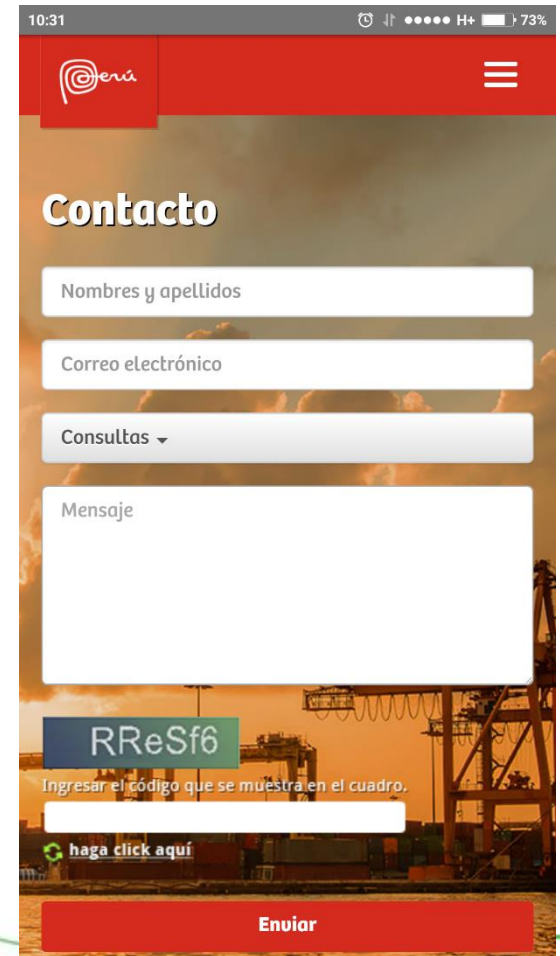 10:31
H+
73%
Perú
Contacto
Nombres y apellidos
Correo electrónico
Consultas
Mensaje
RReSf6
Ingresar el código que se muestra en el cuadro.
haga click aquí
Enviar